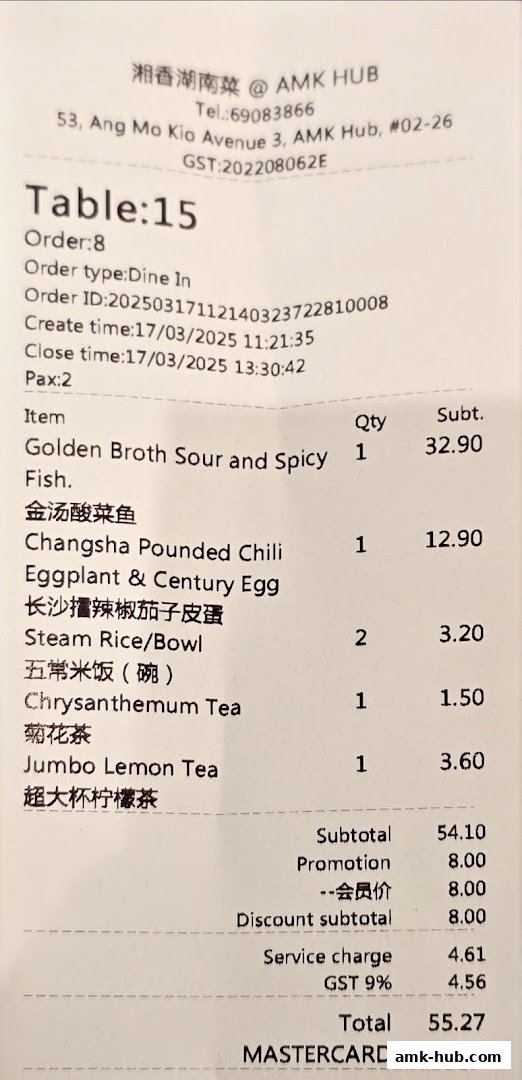 湘香湖南菜 @ AMK HUB
Tel.:69083866
53, Ang Mo Kio Avenue 3, AMK Hub, #02-26
GST:202208062E
Table:15
Order:8
Order type:Dine In
Order ID:20250317112140323722810008
Create time:17/03/2025 11:21:35
Close time:17/03/2025 13:30:42
Pax:2
Item Qty Subt.
Golden Broth Sour and Spicy 1 32.90
Fish.
金汤酸菜鱼
Changsha Pounded Chili 1 12.90
Eggplant & Century Egg
长沙擂辣椒茄子皮蛋
Steam Rice/Bowl 2 3.20
五常米饭（碗）
Chrysanthemum Tea 1 1.50
菊花茶
Jumbo Lemon Tea 1 3.60
超大杯柠檬茶
Subtotal 54.10
Promotion 8.00
--会员价 8.00
Discount subtotal 8.00
Service charge 4.61
GST 9% 4.56
Total 55.27
MASTERCARD
amk-hub.com